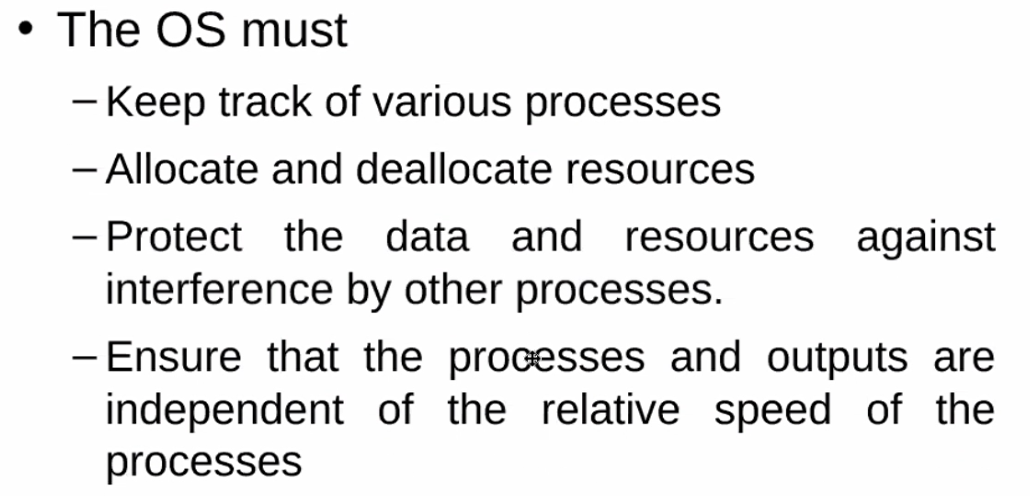 • The OS must
– Keep track of various processes
– Allocate and deallocate resources
– Protect the data and resources against
interference by other processes.
– Ensure that the processes and outputs are
independent of the relative speed of the
processes